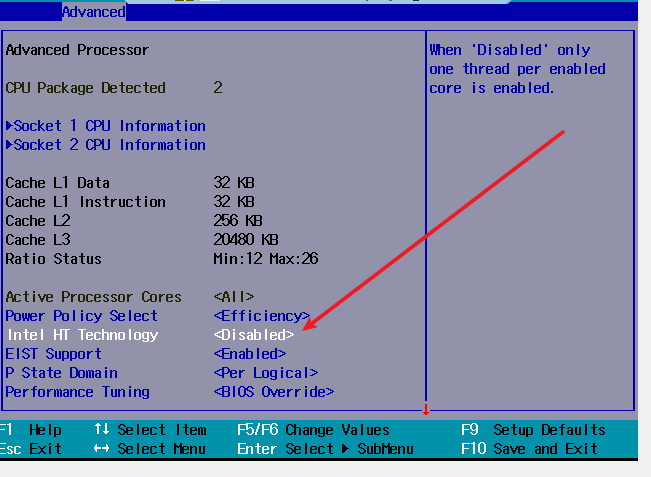 Advanced
Advanced Processor
CPU Package Detected 2
Socket 1 CPU Information
Socket 2 CPU Information
Cache L1 Data 32 KB
Cache L1 Instruction 32 KB
Cache L2 256 KB
Cache L3 20480 KB
Ratio Status Min:12 Max:26
Active Processor Cores <All>
Power Policy Select <Efficiency>
Intel HT Technology <Disabled>
EIST Support <Enabled>
P State Domain <Per Logical>
Performance Tuning <BIOS Override>
When 'Disabled' only
one thread per enabled
core is enabled.
F1 Help ↑↓ Select Item F5/F6 Change Values F9 Setup Defaults
Esc Exit ↔ Select Menu Enter Select ▶ SubMenu F10 Save and Exit